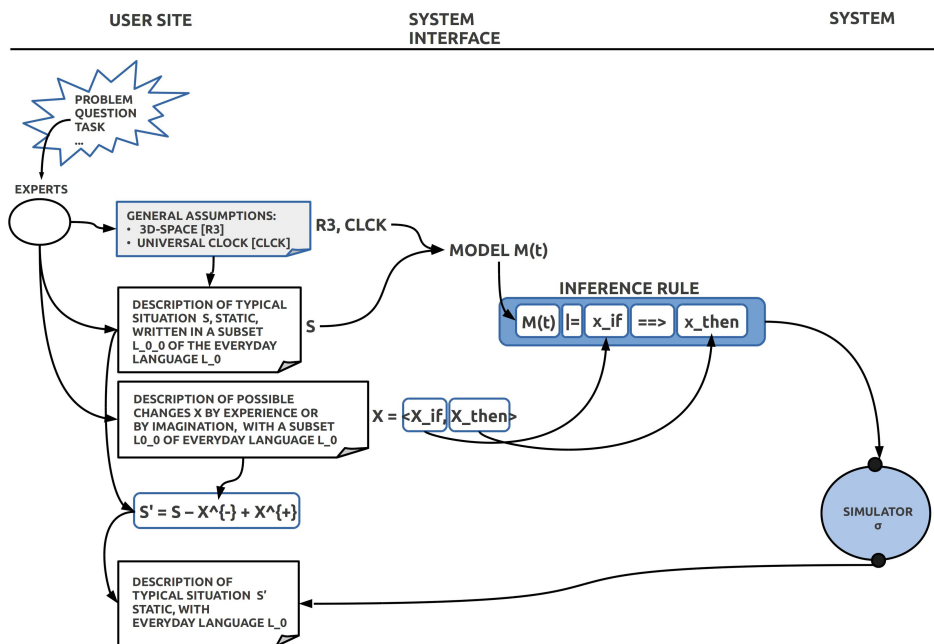 USER SITE
SYSTEM
INTERFACE
SYSTEM
PROBLEM
QUESTION
TASK
...
EXPERTS
GENERAL ASSUMPTIONS:
• 3D-SPACE [R3]
• UNIVERSAL CLOCK [CLCK]
R3, CLCK
MODEL M(t)
DESCRIPTION OF TYPICAL
SITUATION S, STATIC,
WRITTEN IN A SUBSET
L_0_0 OF THE EVERYDAY
LANGUAGE L_0
S
INFERENCE RULE
M(t) |= x_if ==> x_then
DESCRIPTION OF POSSIBLE
CHANGES X BY EXPERIENCE OR
BY IMAGINATION, WITH A SUBSET
L0_0 OF EVERYDAY LANGUAGE L_0
X = <X_if, X_then>
S' = S – X^{-} + X^{+}
SIMULATOR
σ
DESCRIPTION OF
TYPICAL SITUATION S'
STATIC, WITH
EVERYDAY LANGUAGE L_0